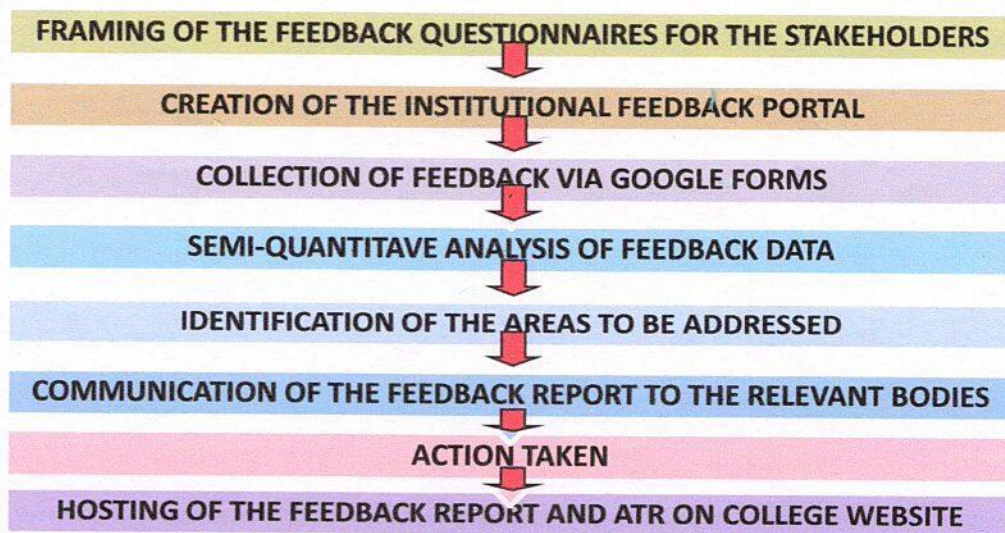 FRAMING OF THE FEEDBACK QUESTIONNAIRES FOR THE STAKEHOLDERS
CREATION OF THE INSTITUTIONAL FEEDBACK PORTAL
COLLECTION OF FEEDBACK VIA GOOGLE FORMS
SEMI-QUANTITAVE ANALYSIS OF FEEDBACK DATA
IDENTIFICATION OF THE AREAS TO BE ADDRESSED
COMMUNICATION OF THE FEEDBACK REPORT TO THE RELEVANT BODIES
ACTION TAKEN
HOSTING OF THE FEEDBACK REPORT AND ATR ON COLLEGE WEBSITE